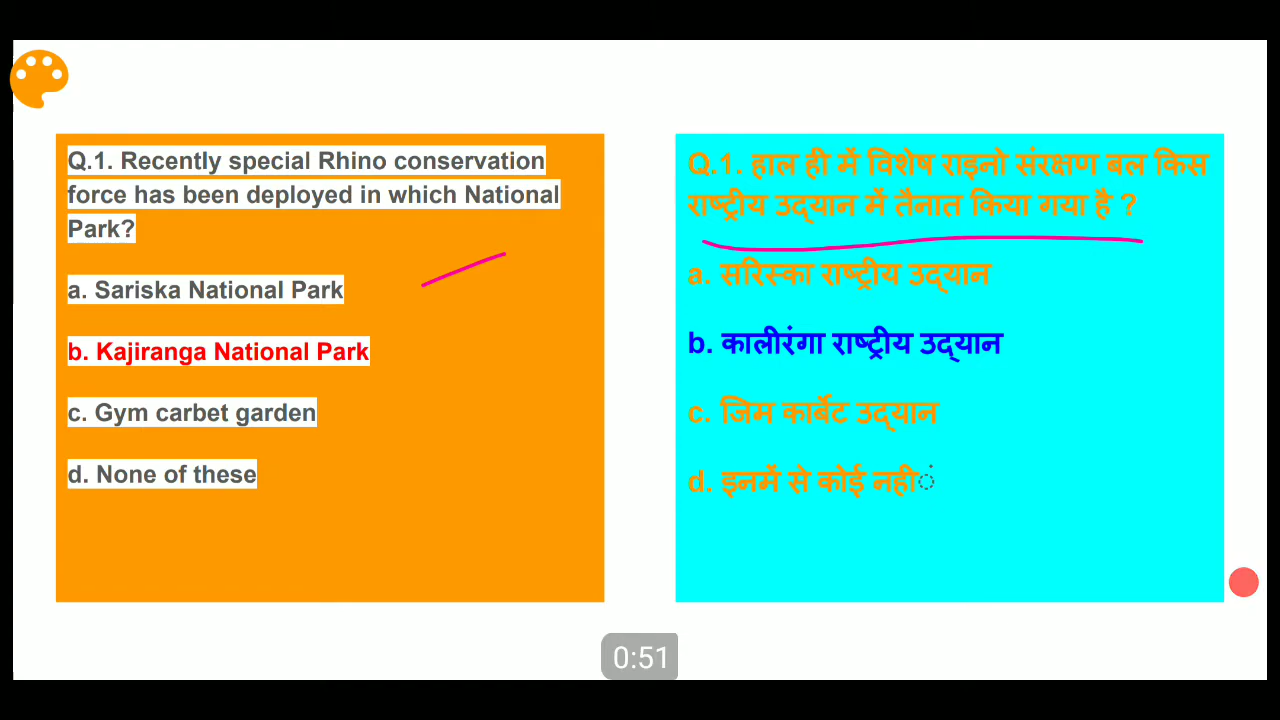 Q.1. Recently special Rhino conservation
force has been deployed in which National
Park?
a. Sariska National Park
b. Kajiranga National Park
c. Gym carbet garden
d. None of these
Q.1. हाल ही में विशेष राइनो संरक्षण बल किस
राष्ट्रीय उद्यान में तैनात किया गया है ?
a. सरिस्का राष्ट्रीय उद्यान
b. कालीरंगा राष्ट्रीय उद्यान
c. जिम कार्बेट उद्यान
d. इनमें से कोई नहीं
0:51